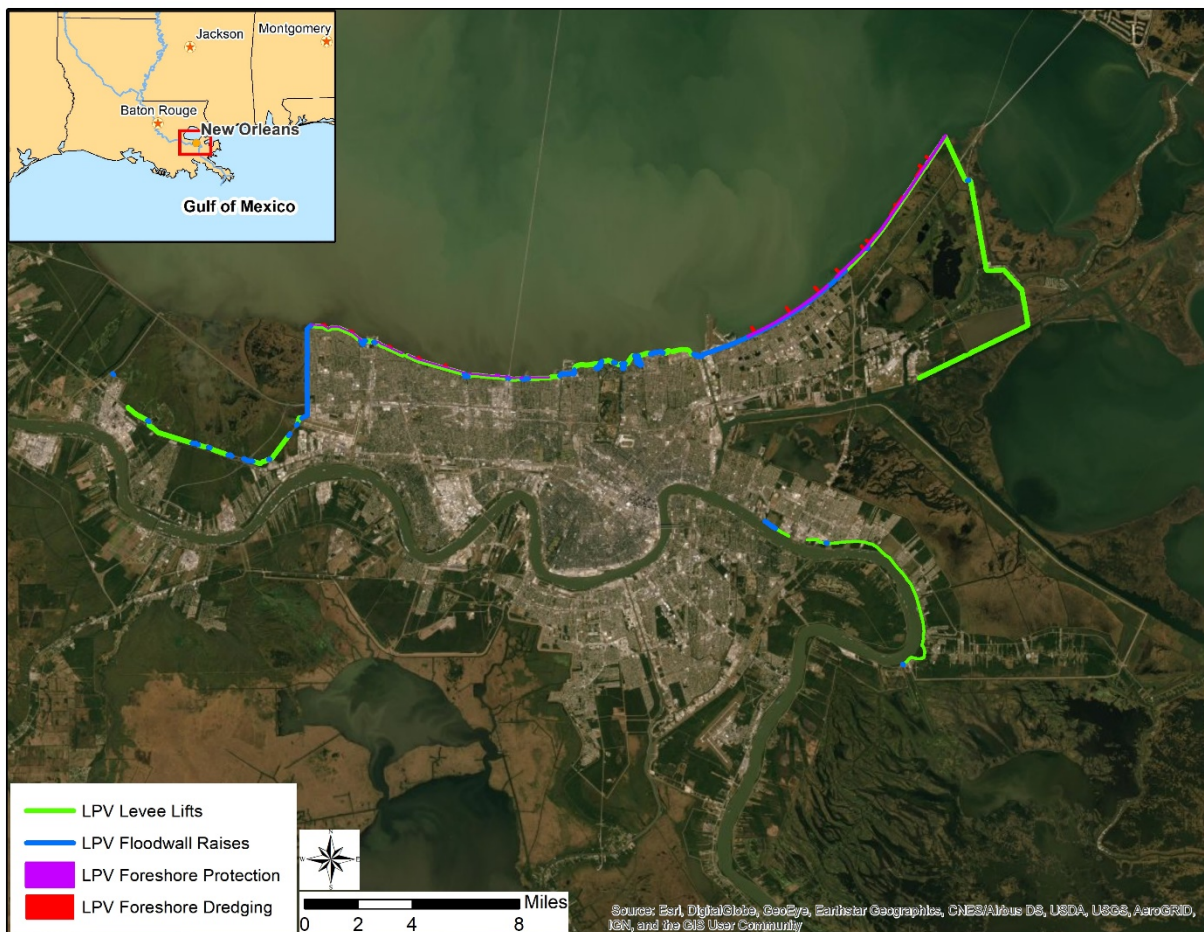 Jackson
Montgomery
Baton Rouge
New Orleans
Gulf of Mexico
LPV Levee Lifts
LPV Floodwall Raises
LPV Foreshore Protection
LPV Foreshore Dredging
N
W E
S
Miles
0 2 4 8
Source: Esri, DigitalGlobe, GeoEye, Earthstar Geographics, CNES/Airbus DS, USDA, USGS, AeroGRID,
IGN, and the GIS User Community